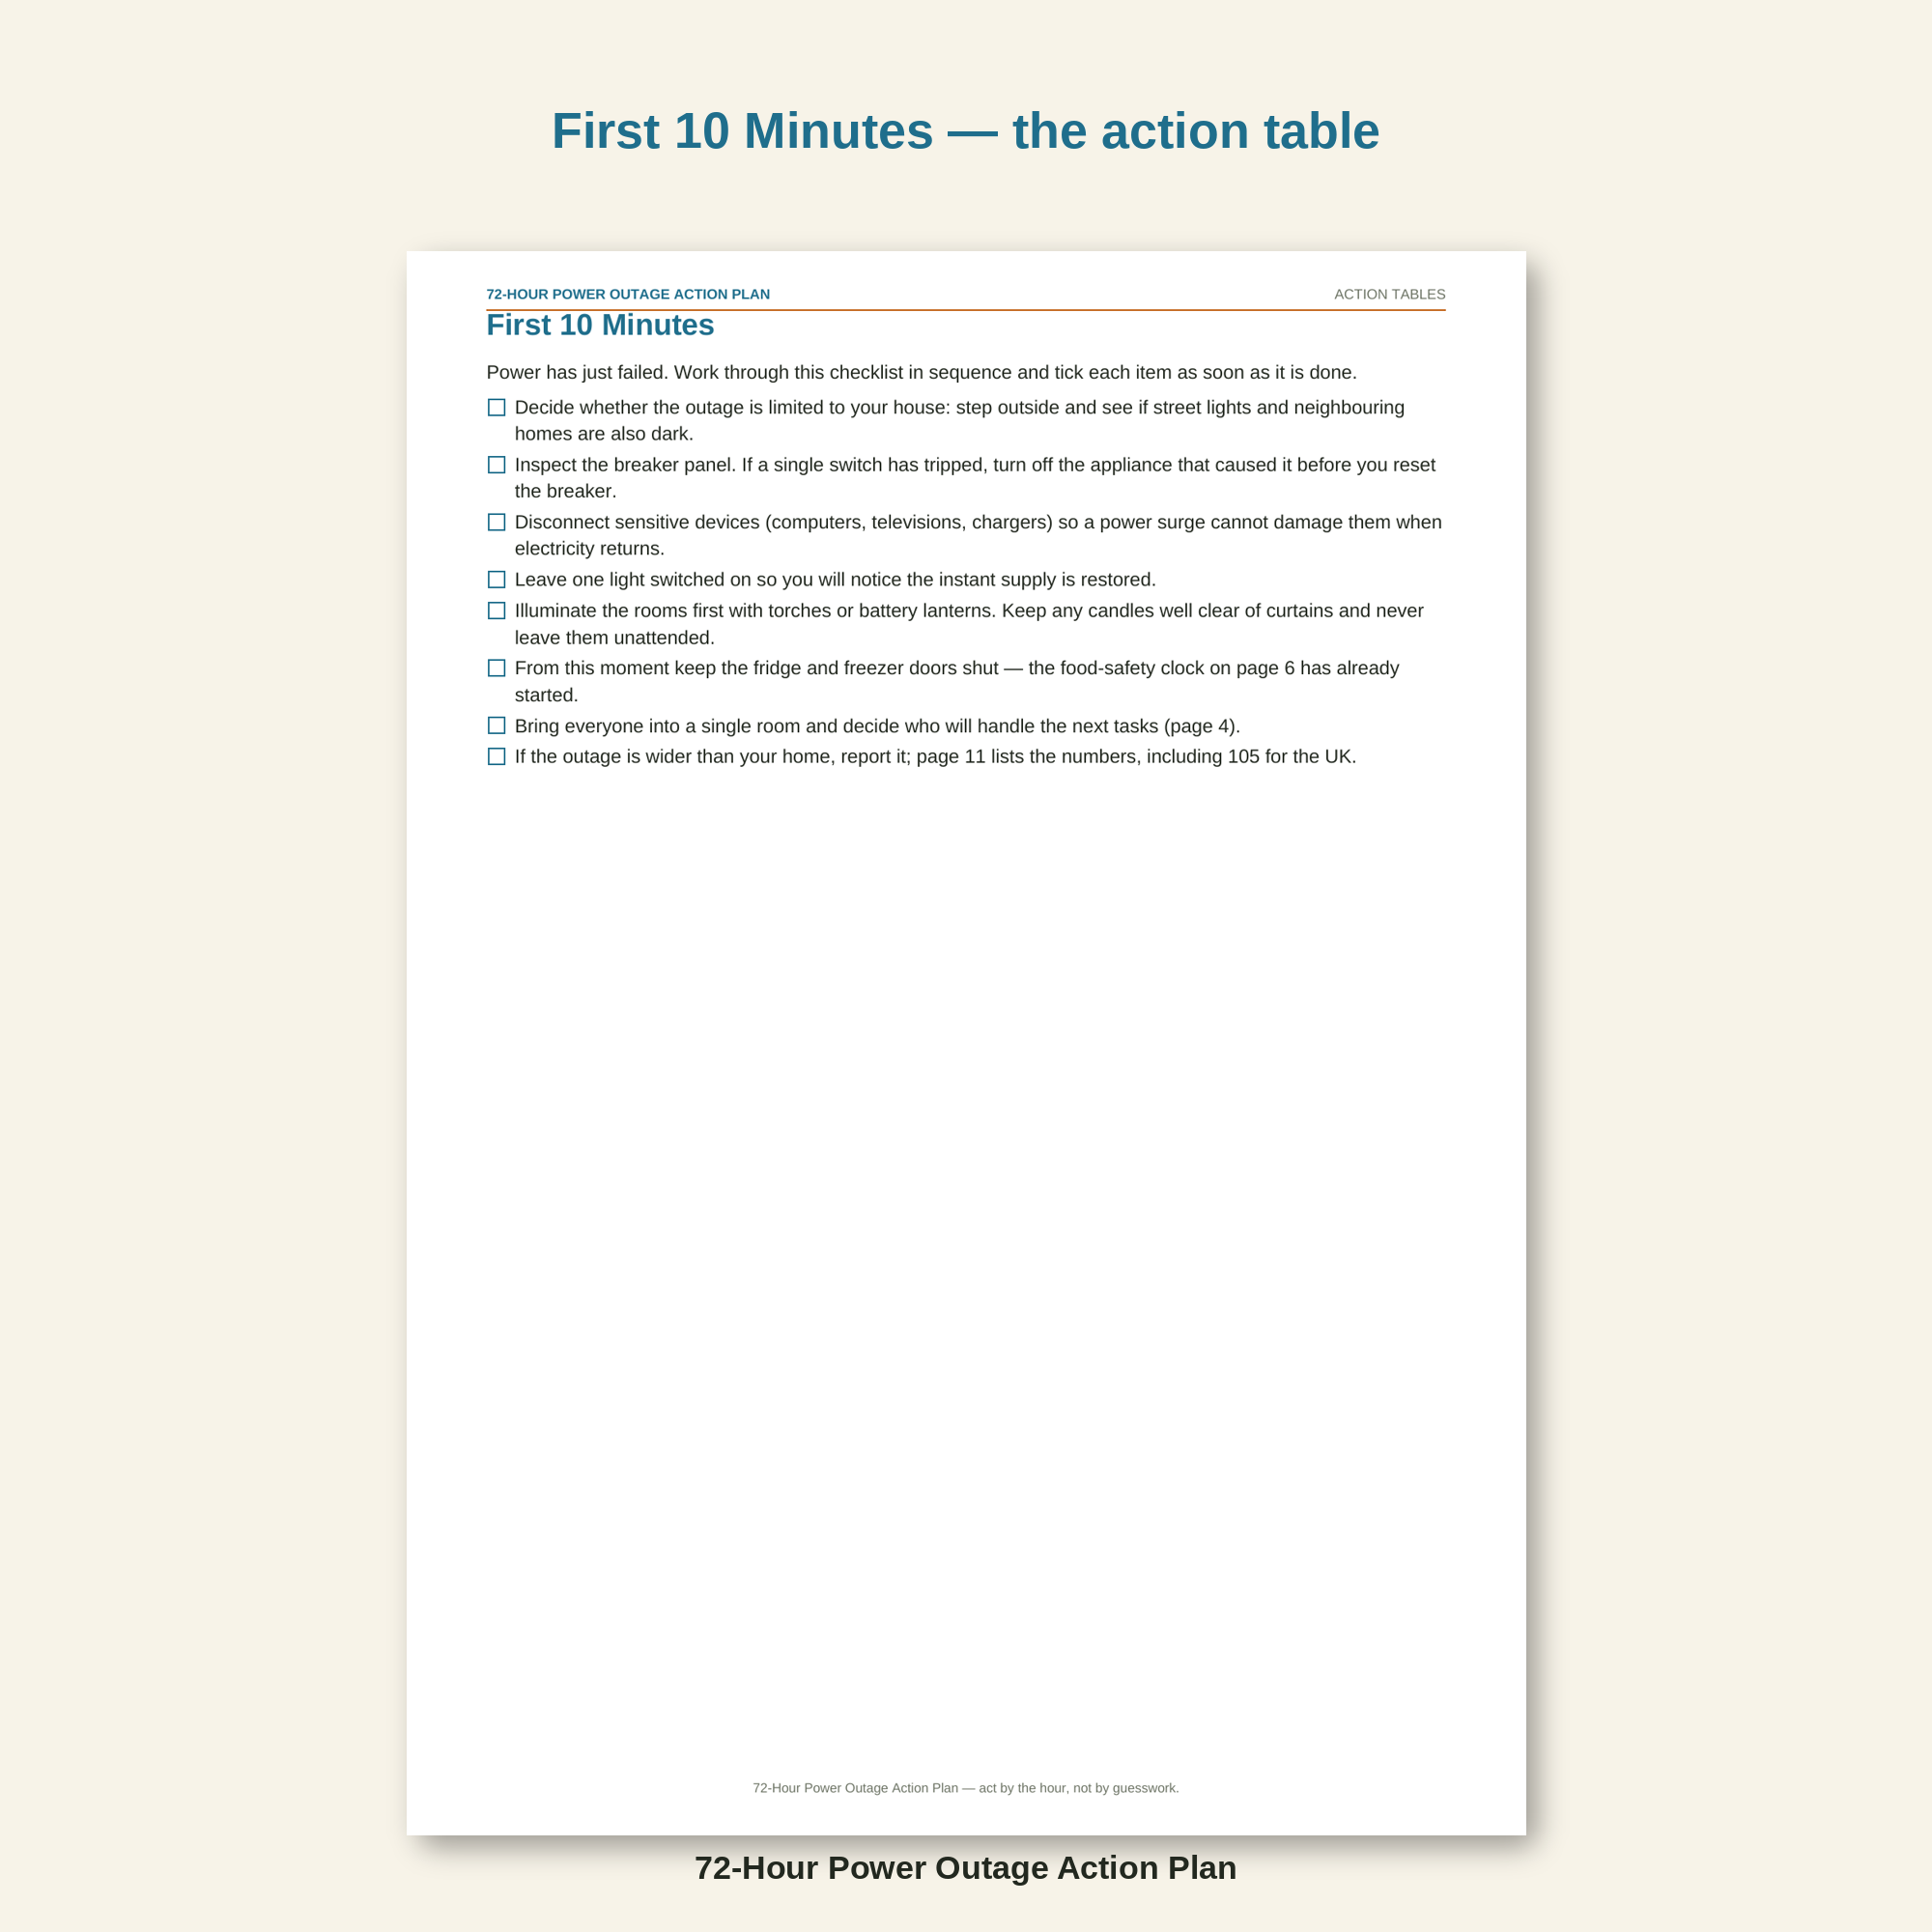 First 10 Minutes — the action table
72-HOUR POWER OUTAGE ACTION PLAN
ACTION TABLES
First 10 Minutes
Power has just failed. Work through this checklist in sequence and tick each item as soon as it is done.
☐ Decide whether the outage is limited to your house: step outside and see if street lights and neighbouring
homes are also dark.
☐ Inspect the breaker panel. If a single switch has tripped, turn off the appliance that caused it before you reset
the breaker.
☐ Disconnect sensitive devices (computers, televisions, chargers) so a power surge cannot damage them when
electricity returns.
☐ Leave one light switched on so you will notice the instant supply is restored.
☐ Illuminate the rooms first with torches or battery lanterns. Keep any candles well clear of curtains and never
leave them unattended.
☐ From this moment keep the fridge and freezer doors shut — the food-safety clock on page 6 has already
started.
☐ Bring everyone into a single room and decide who will handle the next tasks (page 4).
☐ If the outage is wider than your home, report it; page 11 lists the numbers, including 105 for the UK.
72-Hour Power Outage Action Plan — act by the hour, not by guesswork.
72-Hour Power Outage Action Plan